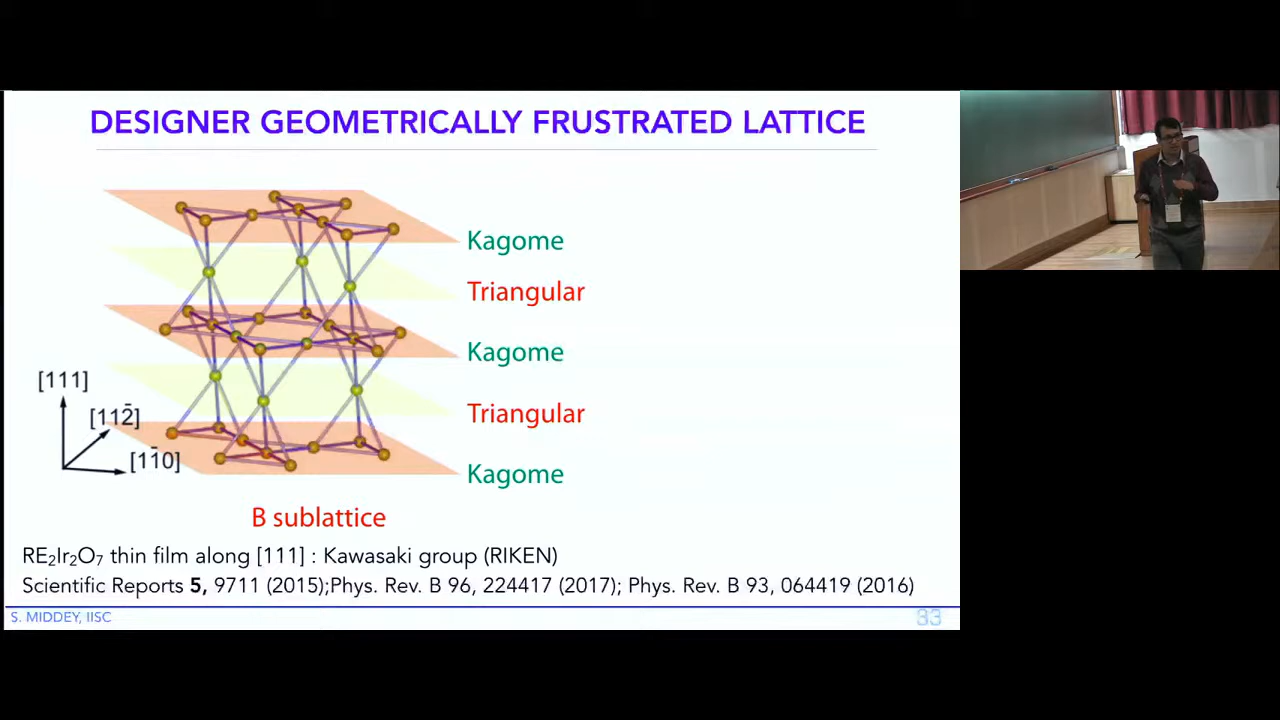 DESIGNER GEOMETRICALLY FRUSTRATED LATTICE
Kagome
Triangular
Kagome
[111]
[112̄]
[11̄0]
Triangular
Kagome
B sublattice
RE₂Ir₂O₇ thin film along [111] : Kawasaki group (RIKEN)
Scientific Reports 5, 9711 (2015);Phys. Rev. B 96, 224417 (2017); Phys. Rev. B 93, 064419 (2016)
S. MIDDEY, IISC
33